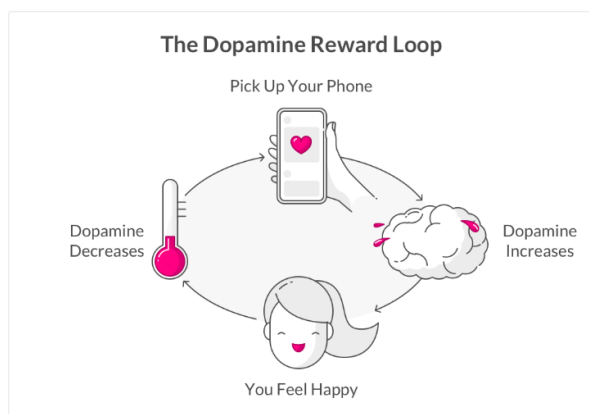 The Dopamine Reward Loop
Pick Up Your Phone
Dopamine
Increases
You Feel Happy
Dopamine
Decreases